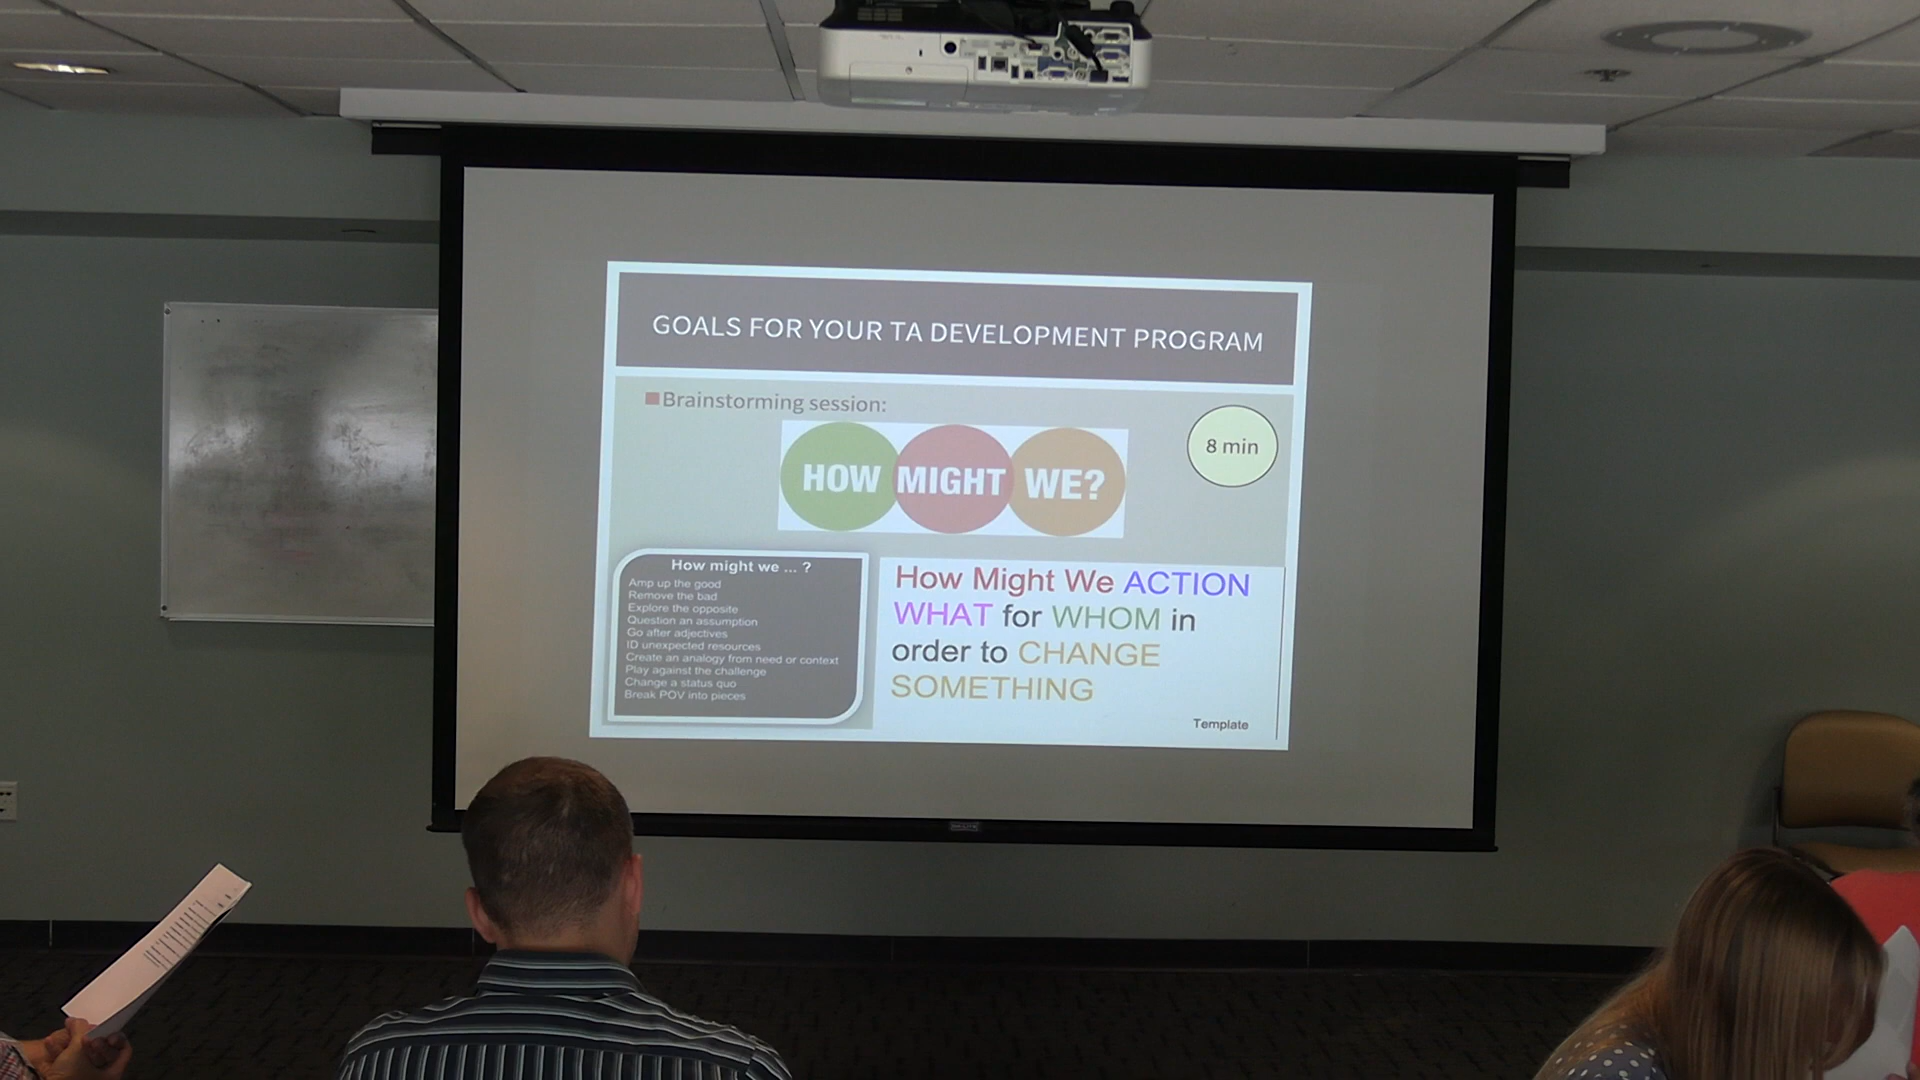 GOALS FOR YOUR TA DEVELOPMENT PROGRAM
Brainstorming session:
8 min
HOW MIGHT WE?
How might we ... ?
Amp up the good
Remove the bad
Explore the opposite
Question an assumption
Go after adjectives
ID unexpected resources
Create an analogy from need or context
Play against the challenge
Change a status quo
Break POV into pieces
How Might We ACTION
WHAT for WHOM in
order to CHANGE
SOMETHING
Template